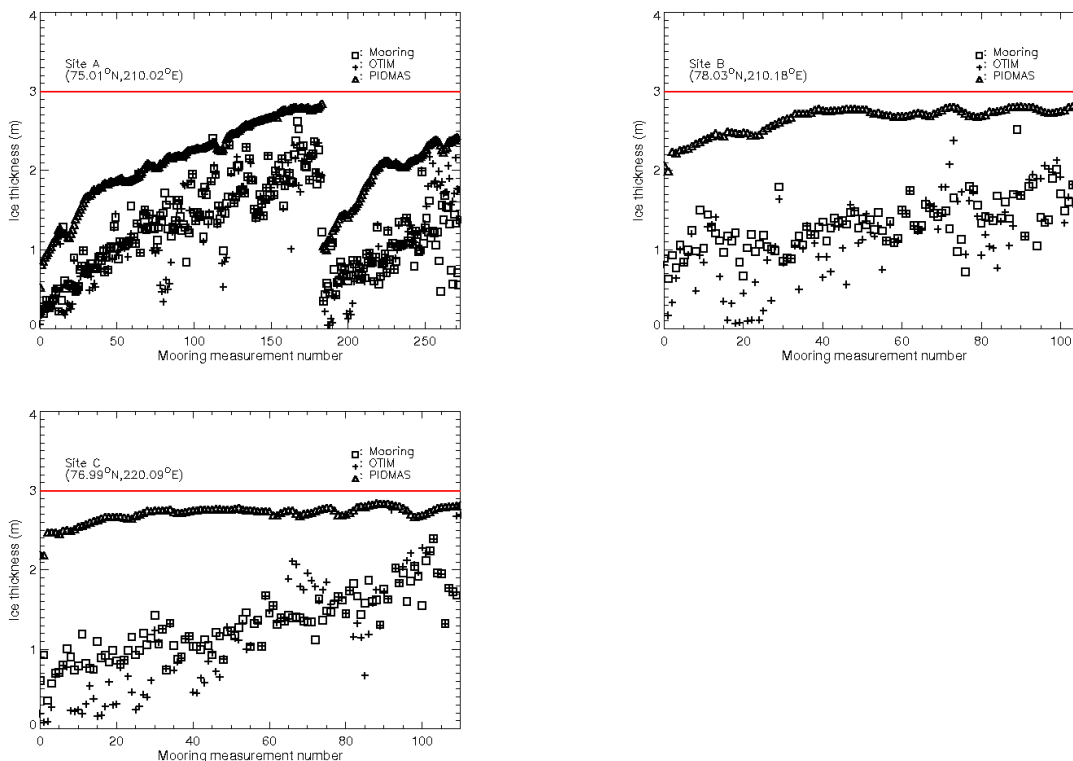 4
Site A
(75.01°N,210.02°E)
□: Mooring
+: OTIM
△: PIOMAS
3
2
1
0
Ice thickness (m)
0 50 100 150 200 250
Mooring measurement number
4
Site B
(78.03°N,210.18°E)
□: Mooring
+: OTIM
△: PIOMAS
3
2
1
0
Ice thickness (m)
0 20 40 60 80 100
Mooring measurement number
4
Site C
(76.99°N,220.09°E)
□: Mooring
+: OTIM
△: PIOMAS
3
2
1
0
Ice thickness (m)
0 20 40 60 80 100
Mooring measurement number